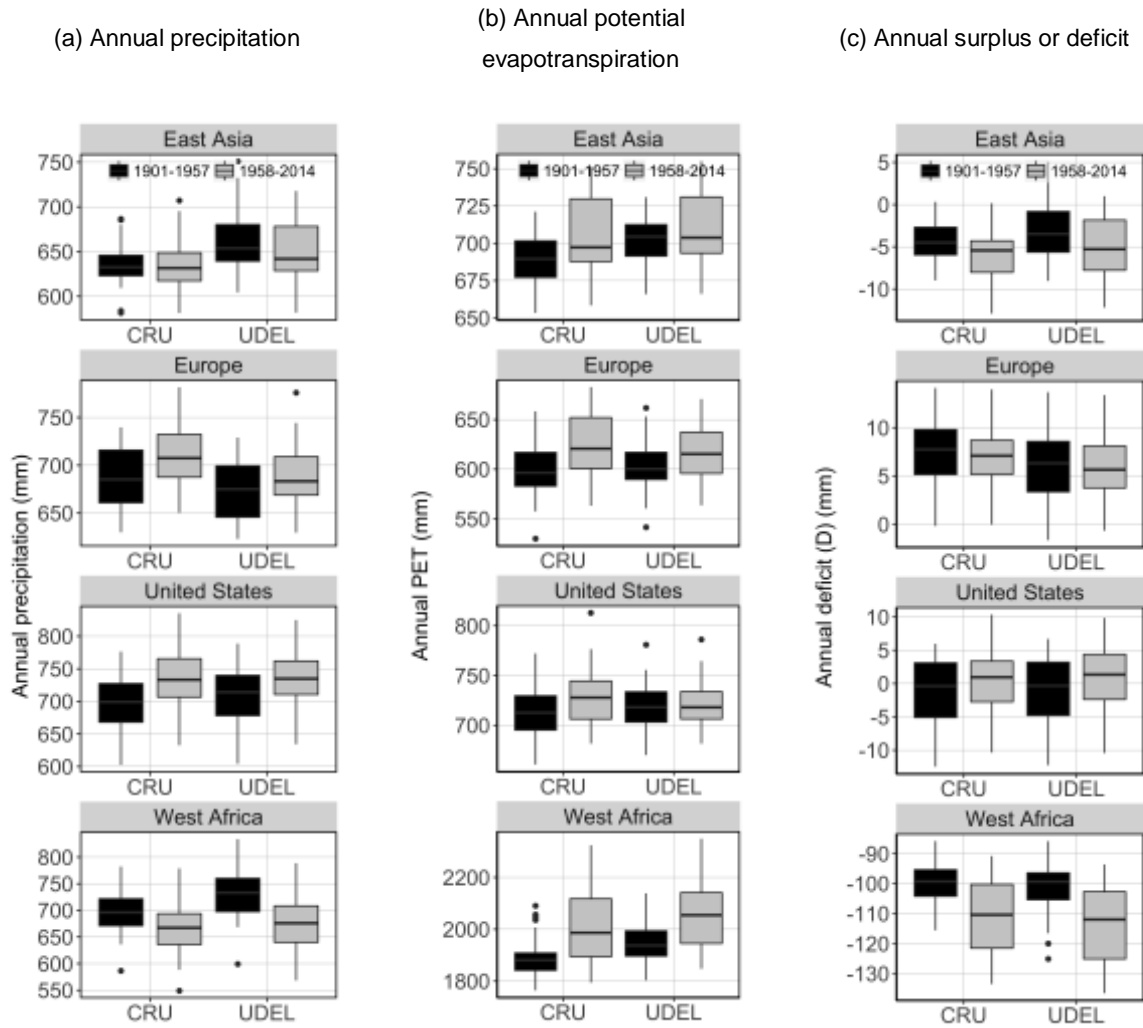 (a) Annual precipitation
(b) Annual potential
evapotranspiration
(c) Annual surplus or deficit
East Asia
1901-1957 1958-2014
750
700
650
600
CRU UDEL
Europe
750
700
650
CRU UDEL
United States
800
750
700
650
600
CRU UDEL
West Africa
800
750
700
650
600
550
CRU UDEL
Annual precipitation (mm)
East Asia
1901-1957 1958-2014
750
725
700
675
650
CRU UDEL
Europe
650
600
550
CRU UDEL
United States
800
700
CRU UDEL
West Africa
2200
2000
1800
CRU UDEL
Annual PET (mm)
East Asia
1901-1957 1958-2014
5
0
-5
-10
CRU UDEL
Europe
10
5
0
CRU UDEL
United States
10
5
0
-5
-10
CRU UDEL
West Africa
-90
-100
-110
-120
-130
CRU UDEL
Annual deficit (D) (mm)